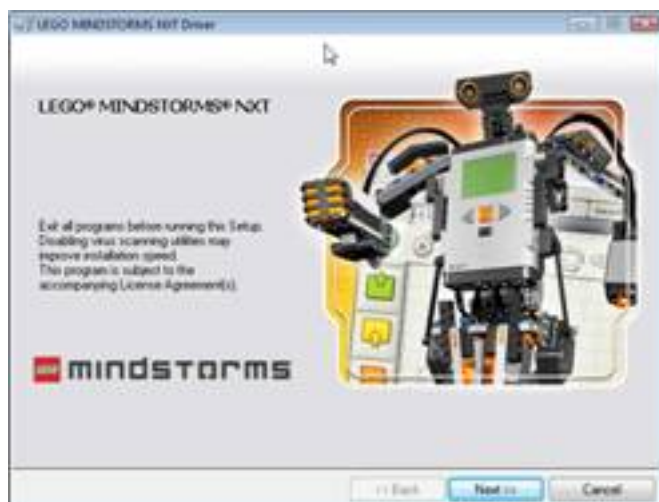 LEGO MINDSTORMS NXT Driver
LEGO® MINDSTORMS® NXT
Exit all programs before running this Setup.
Disabling virus scanning utilities may
improve installation speed.
This program is subject to the
accompanying License Agreement(s).
LEGO mindstorms
<< Back Next >> Cancel